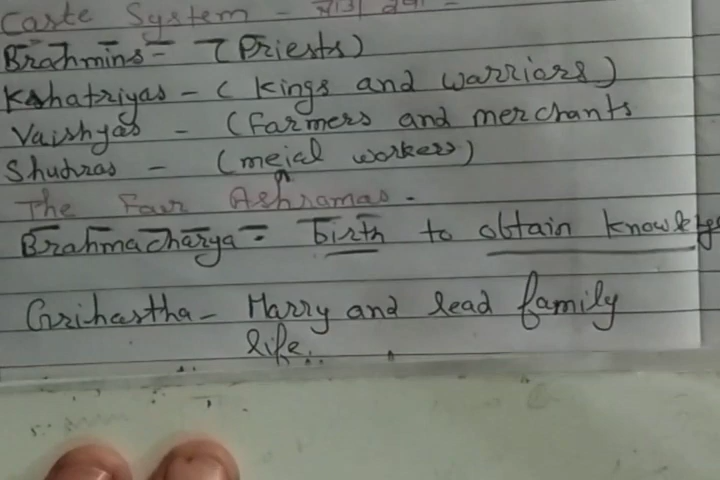 Caste System -
Brahmins - (Priests)
Kshatriyas - ( Kings and warriors )
Vaishyas - (Farmers and merchants
Shudras - (meial workers)
The Four Ashramas .
Brahmacharya - birth to obtain knowledge
Grihastha - Marry and lead family
life.